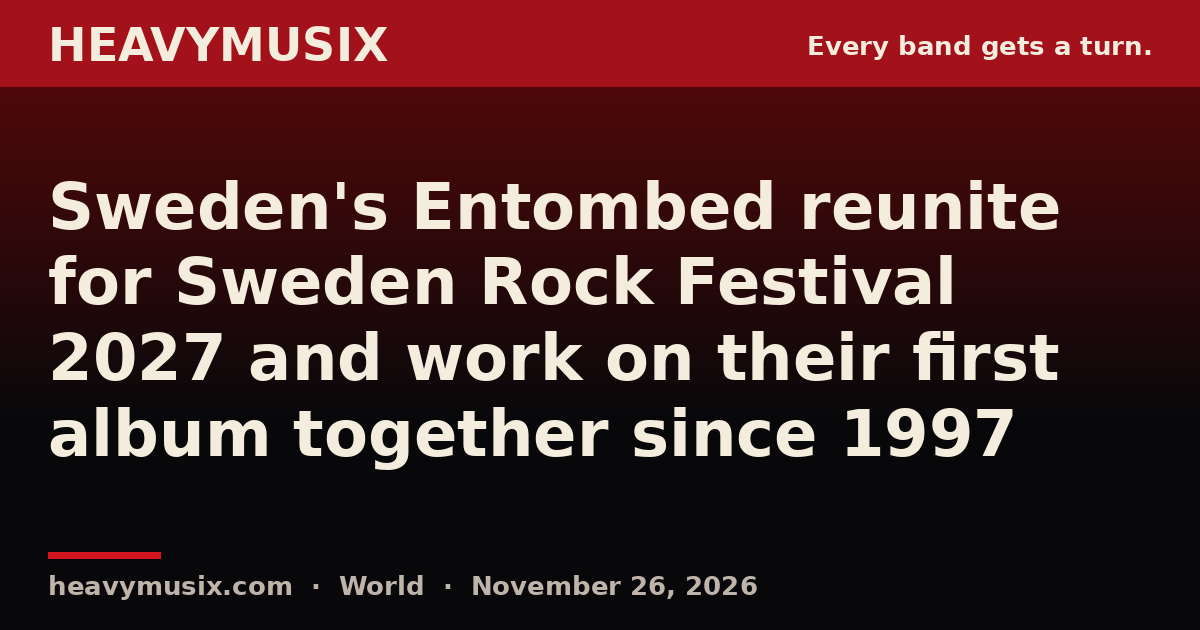 HEAVYMUSIX
Every band gets a turn.
Sweden's Entombed reunite
for Sweden Rock Festival
2027 and work on their first
album together since 1997
heavymusix.com · World · November 26, 2026